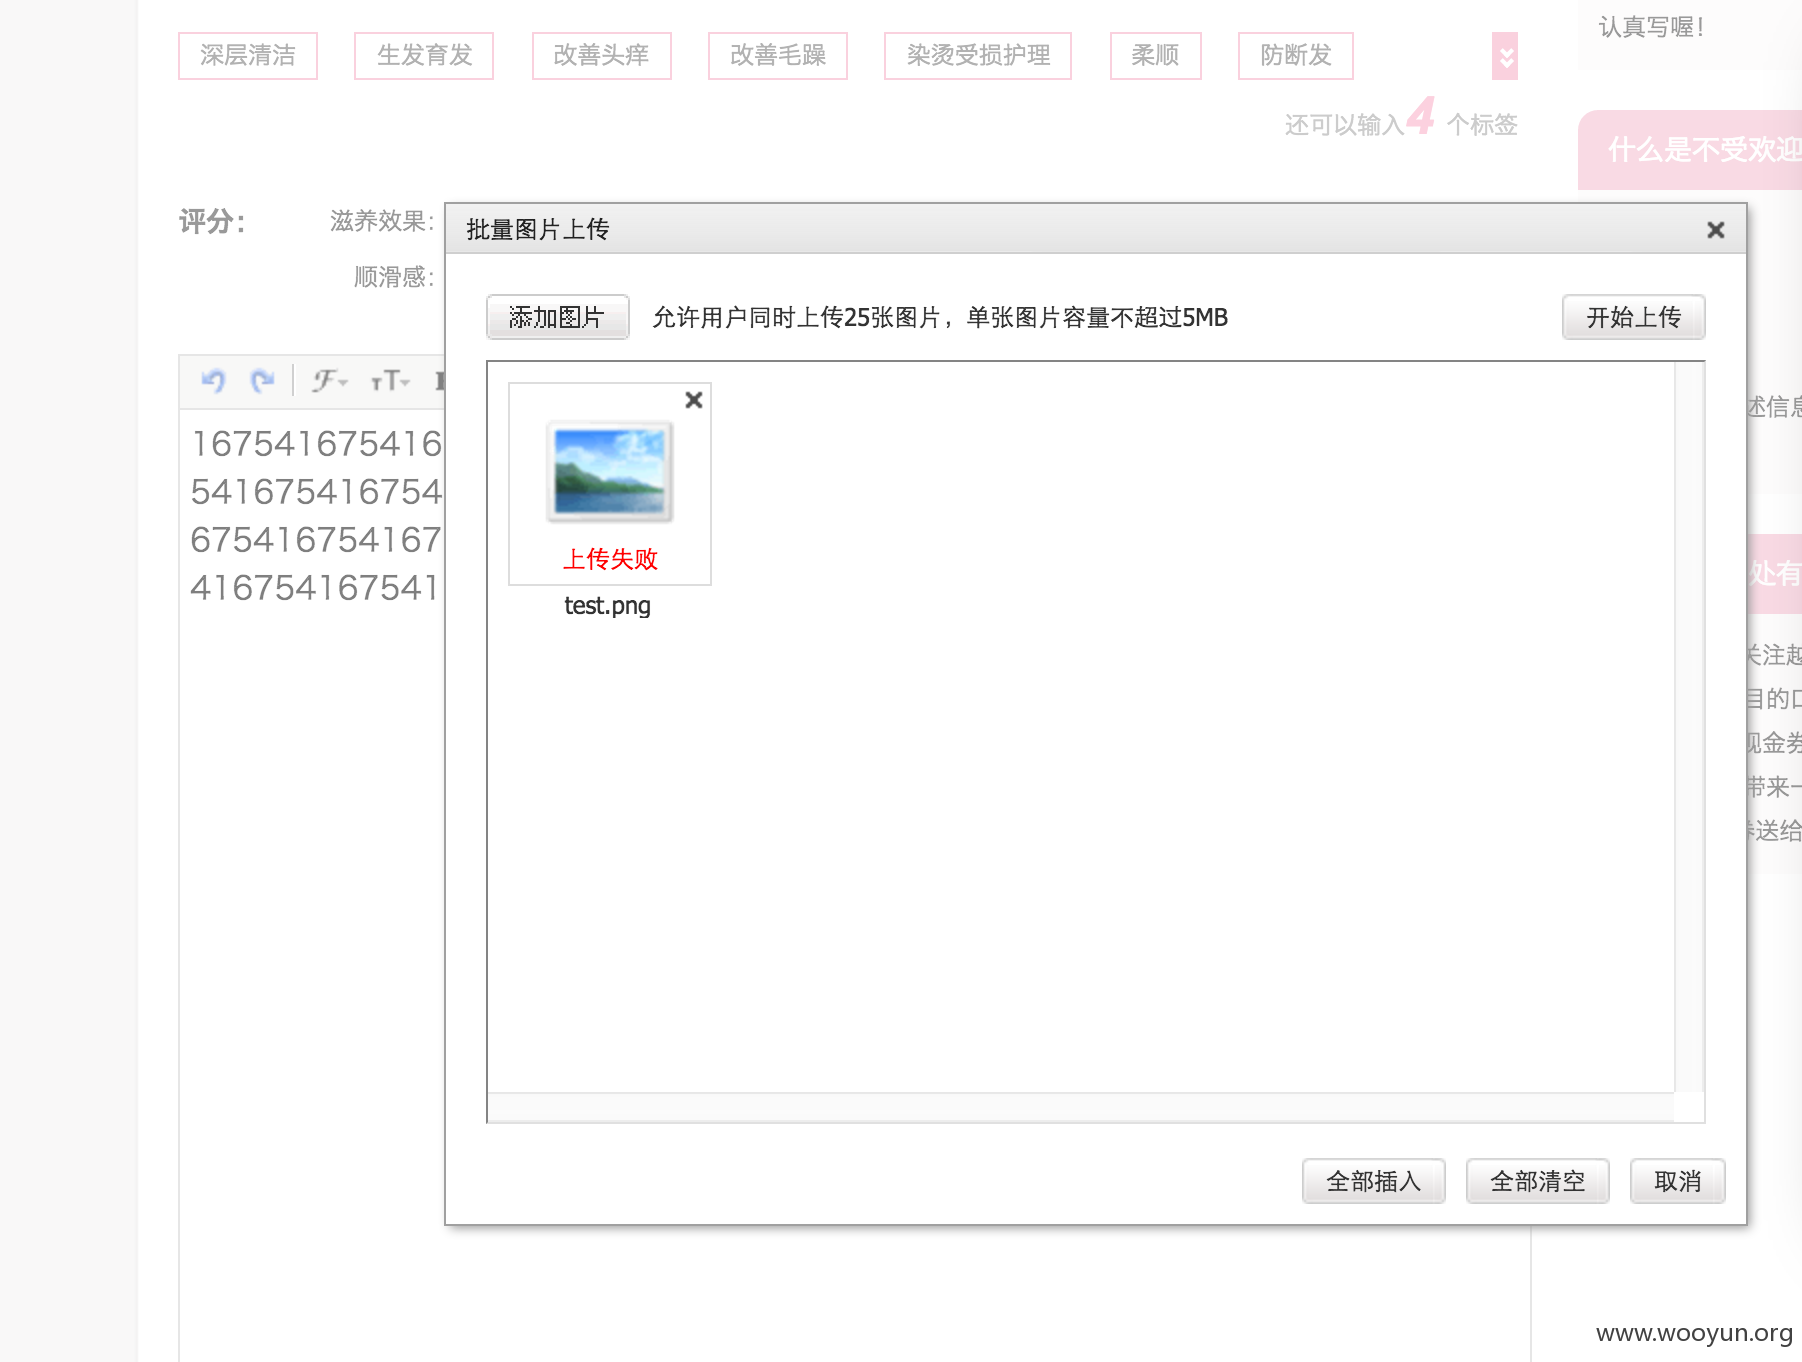 认真写喔！
深层清洁 生发育发 改善头痒 改善毛躁 染烫受损护理 柔顺 防断发
还可以输入4个标签
什么是不受欢迎
评分： 滋养效果：
顺滑感：
批量图片上传
添加图片 允许用户同时上传25张图片，单张图片容量不超过5MB 开始上传
167541675416
541675416754
675416754167
416754167541
上传失败
test.png
述信息
处有
关注越
目的口
现金券
带来一
送给
全部插入 全部清空 取消
www.wooyun.org